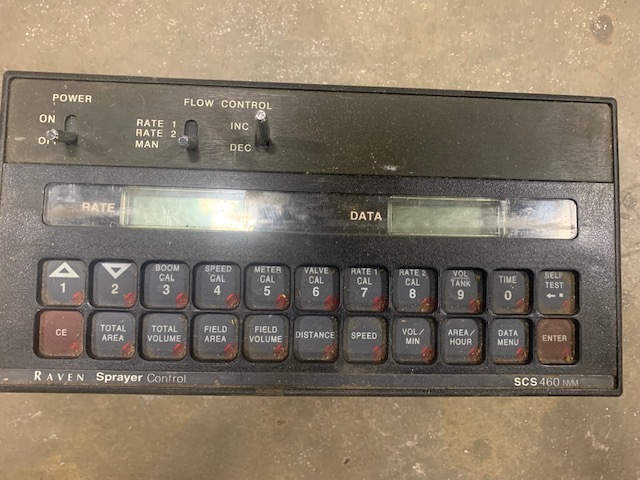 POWER
FLOW CONTROL
ON
OFF
RATE 1
RATE 2
MAN
INC
DEC
RATE
DATA
1
2
BOOM CAL 3
SPEED CAL 4
METER CAL 5
VALVE CAL 6
RATE 1 CAL 7
RATE 2 CAL 8
VOL TANK 9
TIME 0
SELF TEST
CE
TOTAL AREA
TOTAL VOLUME
FIELD AREA
FIELD VOLUME
DISTANCE
SPEED
VOL/ MIN
AREA/ HOUR
DATA MENU
ENTER
RAVEN Sprayer Control
SCS 460 NVM